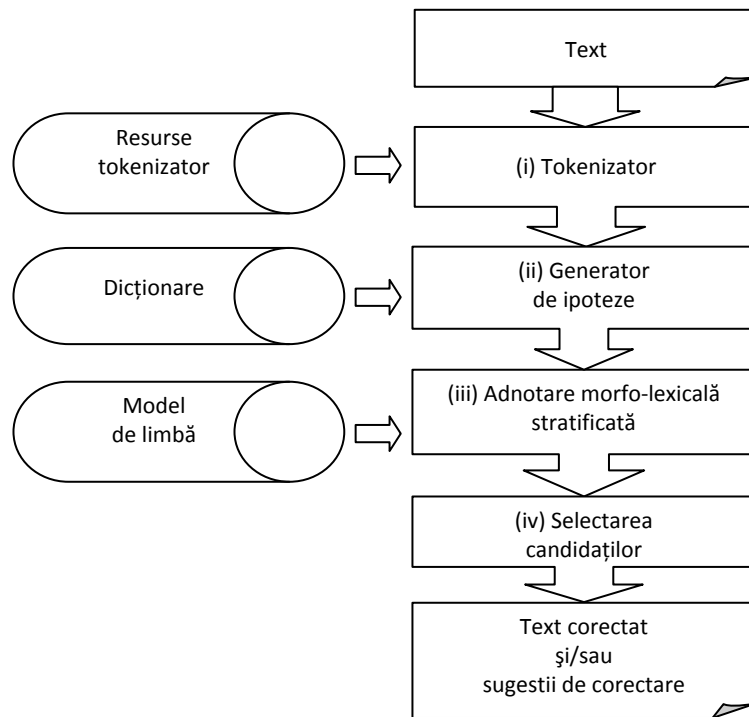 Text
Resurse
tokenizator
(i) Tokenizator
Dicționare
(ii) Generator
de ipoteze
Model
de limbă
(iii) Adnotare morfo-lexicală
stratificată
(iv) Selectarea
candidaților
Text corectat
şi/sau
sugestii de corectare